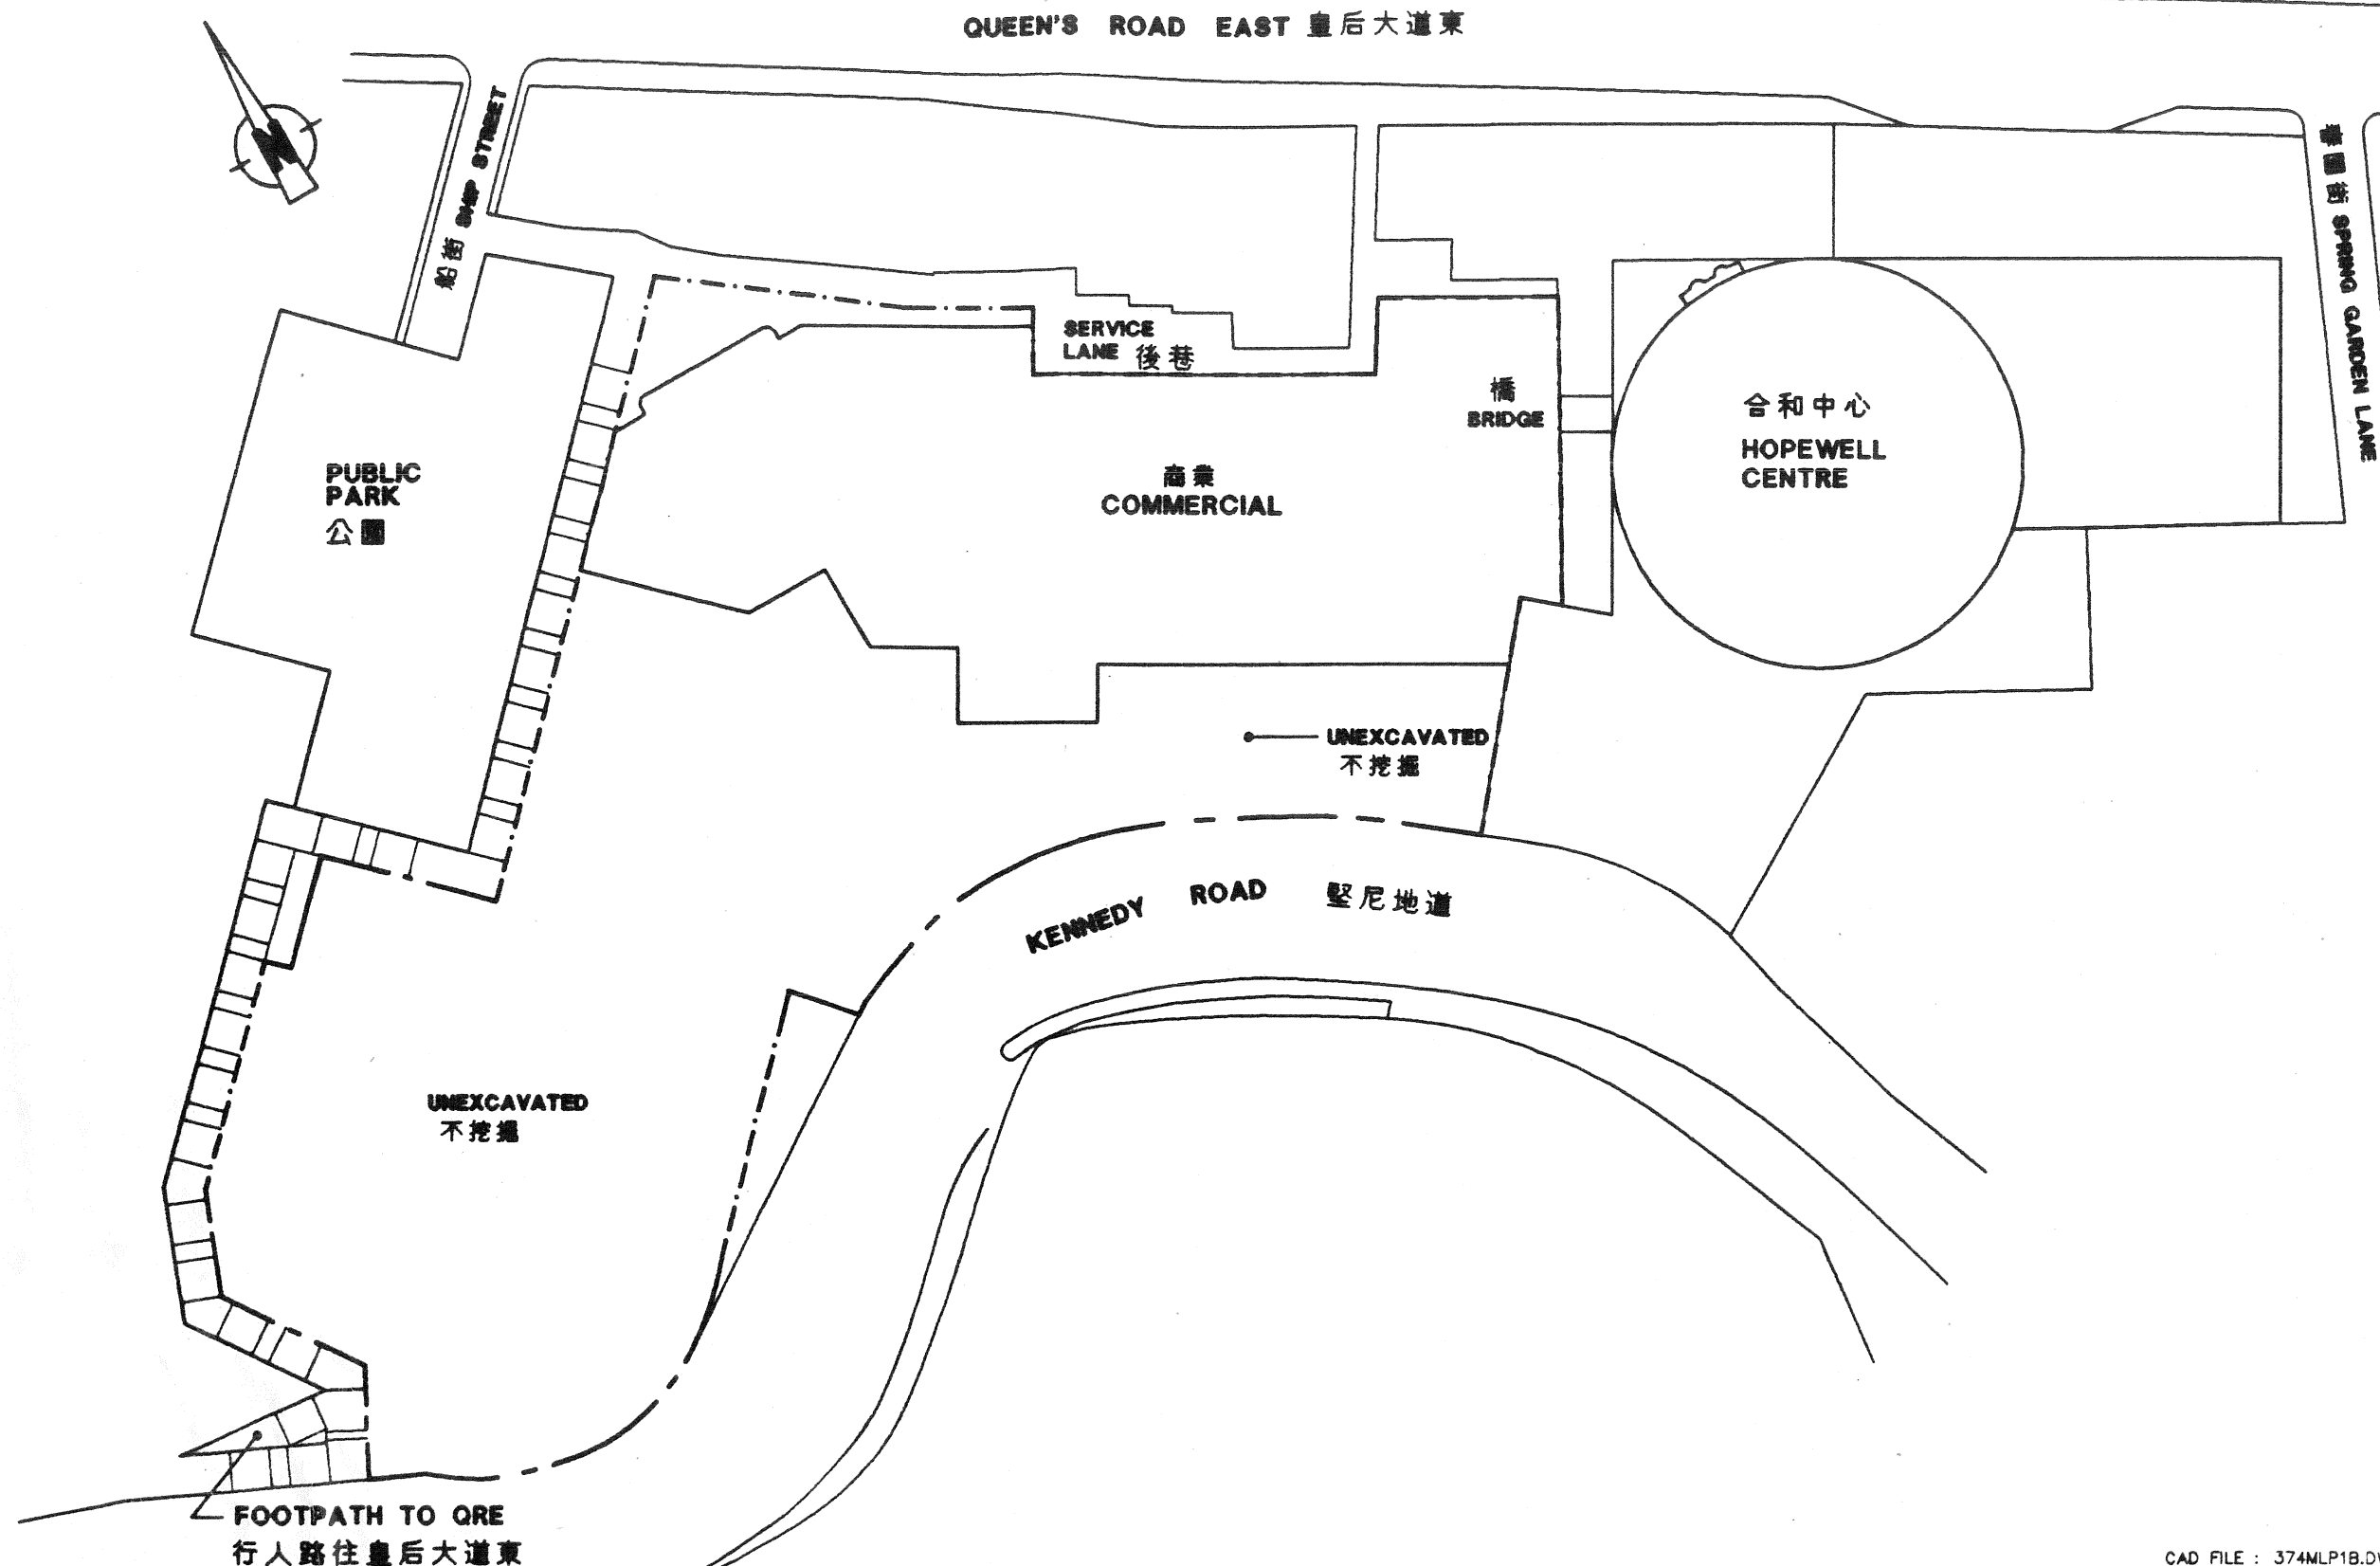 QUEEN'S ROAD EAST 皇后大道東
船街 SHIP STREET
春園街 SPRING GARDEN LANE
N
SERVICE
LANE 後巷
橋
BRIDGE
合和中心
HOPEWELL
CENTRE
PUBLIC
PARK
公園
商業
COMMERCIAL
UNEXCAVATED
不挖掘
KENNEDY ROAD 堅尼地道
UNEXCAVATED
不挖掘
FOOTPATH TO QRE
行人路往皇后大道東
CAD FILE : 374MLP1B.D